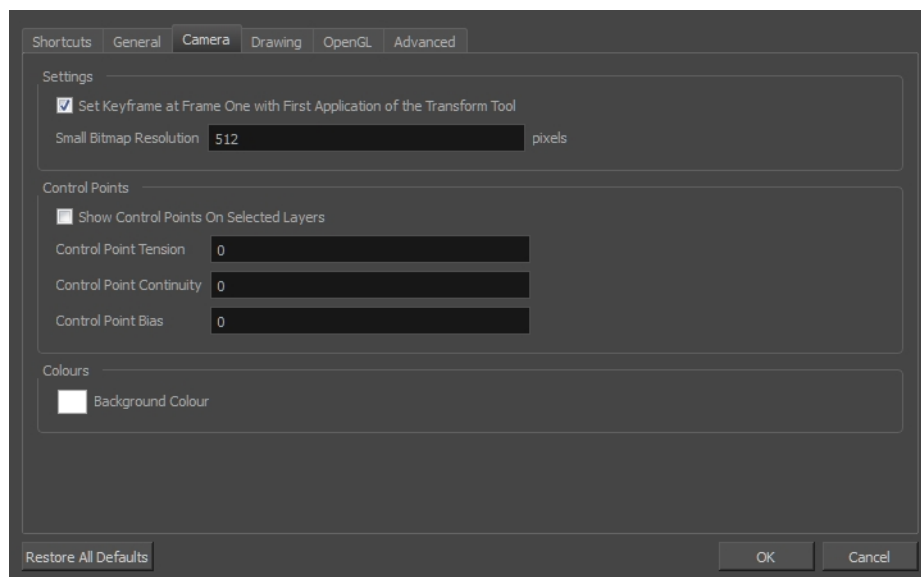 Shortcuts General Camera Drawing OpenGL Advanced
Settings
Set Keyframe at Frame One with First Application of the Transform Tool
Small Bitmap Resolution 512 pixels
Control Points
Show Control Points On Selected Layers
Control Point Tension 0
Control Point Continuity 0
Control Point Bias 0
Colours
Background Colour
Restore All Defaults OK Cancel